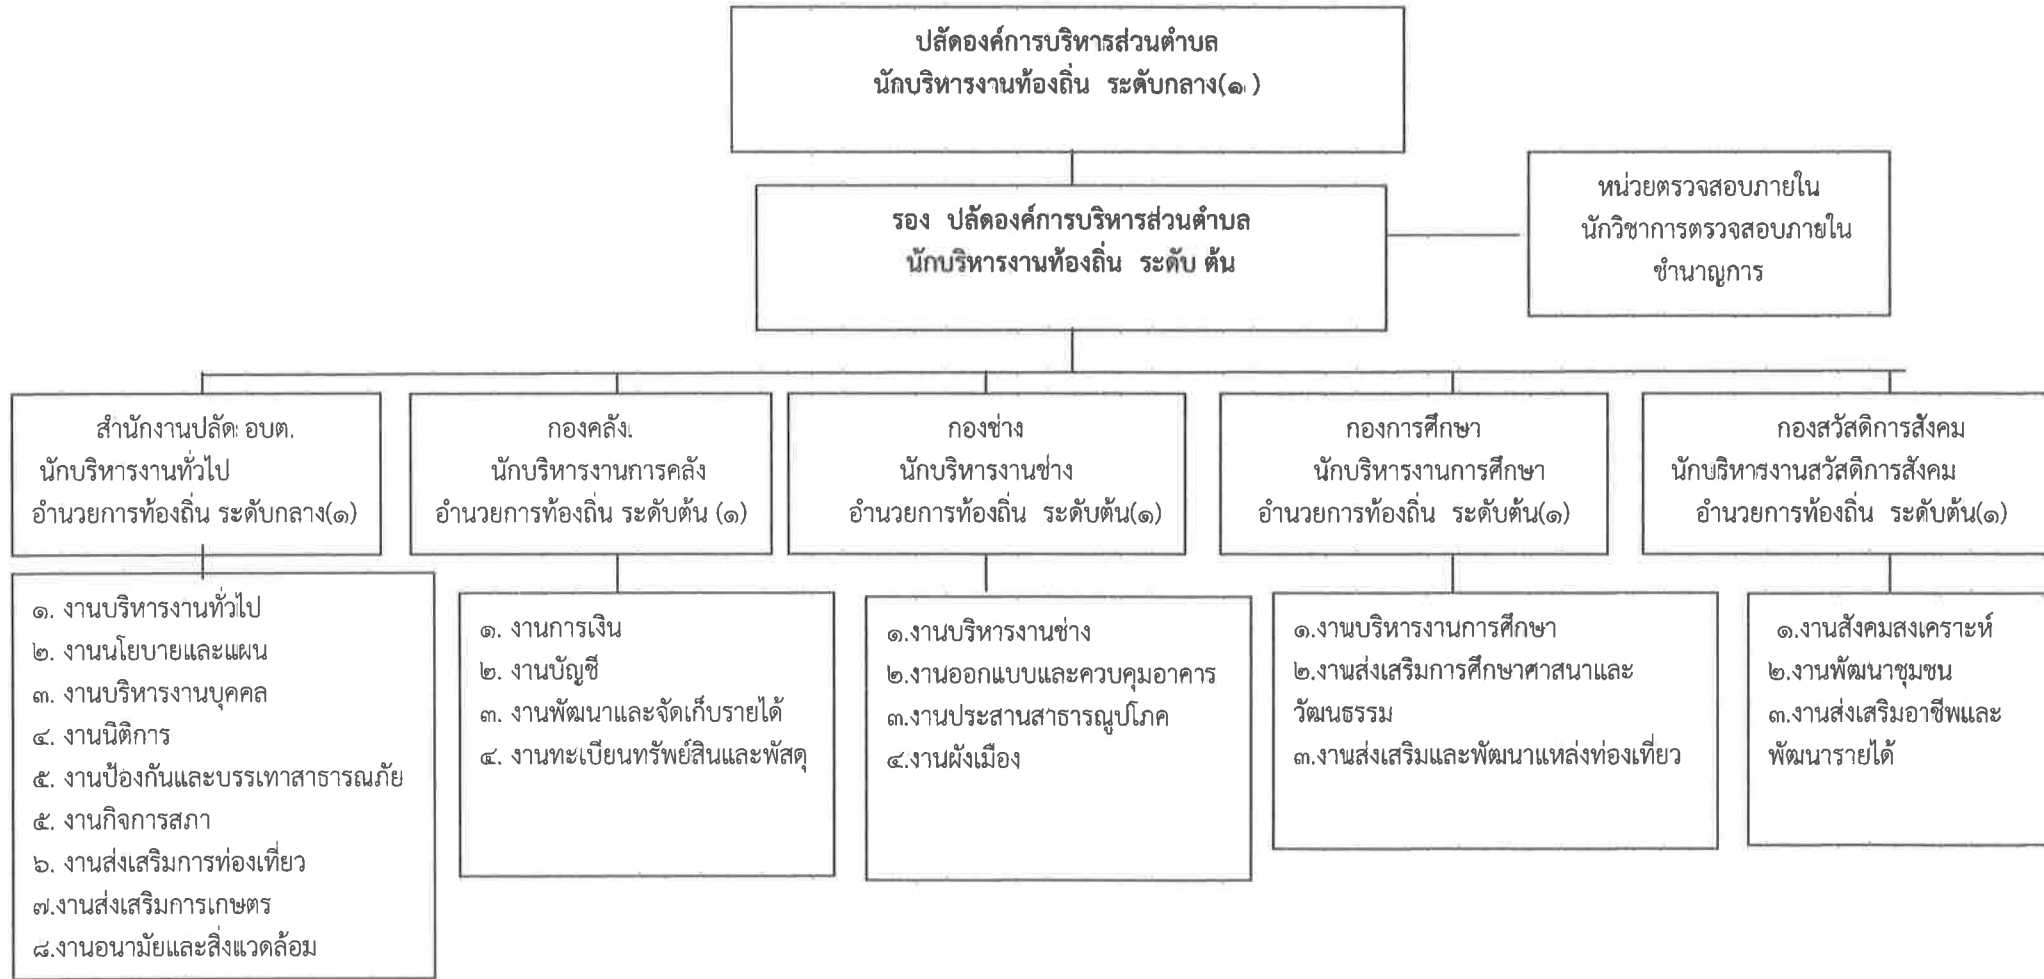 ปลัดองค์การบริหารส่วนตำบล
นักบริหารงานท้องถิ่น ระดับกลาง(๑)
รอง ปลัดองค์การบริหารส่วนตำบล
นักบริหารงานท้องถิ่น ระดับ ต้น
หน่วยตรวจสอบภายใน
นักวิชาการตรวจสอบภายใน
ชำนาญการ
สำนักงานปลัด อบต.
นักบริหารงานทั่วไป
อำนวยการท้องถิ่น ระดับกลาง(๑)
กองคลัง
นักบริหารงานการคลัง
อำนวยการท้องถิ่น ระดับต้น (๑)
กองช่าง
นักบริหารงานช่าง
อำนวยการท้องถิ่น ระดับต้น(๑)
กองการศึกษา
นักบริหารงานการศึกษา
อำนวยการท้องถิ่น ระดับต้น(๑)
กองสวัสดิการสังคม
นักบริหารงานสวัสดิการสังคม
อำนวยการท้องถิ่น ระดับต้น(๑)
๑. งานบริหารงานทั่วไป
๒. งานนโยบายและแผน
๓. งานบริหารงานบุคคล
๔. งานนิติการ
๕. งานป้องกันและบรรเทาสาธารณภัย
๕. งานกิจการสภา
๖. งานส่งเสริมการท่องเที่ยว
๗.งานส่งเสริมการเกษตร
๘.งานอนามัยและสิ่งแวดล้อม
๑. งานการเงิน
๒. งานบัญชี
๓. งานพัฒนาและจัดเก็บรายได้
๔. งานทะเบียนทรัพย์สินและพัสดุ
๑.งานบริหารงานช่าง
๒.งานออกแบบและควบคุมอาคาร
๓.งานประสานสาธารณูปโภค
๔.งานผังเมือง
๑.งานบริหารงานการศึกษา
๒.งานส่งเสริมการศึกษาศาสนาและ
วัฒนธรรม
๓.งานส่งเสริมและพัฒนาแหล่งท่องเที่ยว
๑.งานสังคมสงเคราะห์
๒.งานพัฒนาชุมชน
๓.งานส่งเสริมอาชีพและ
พัฒนารายได้